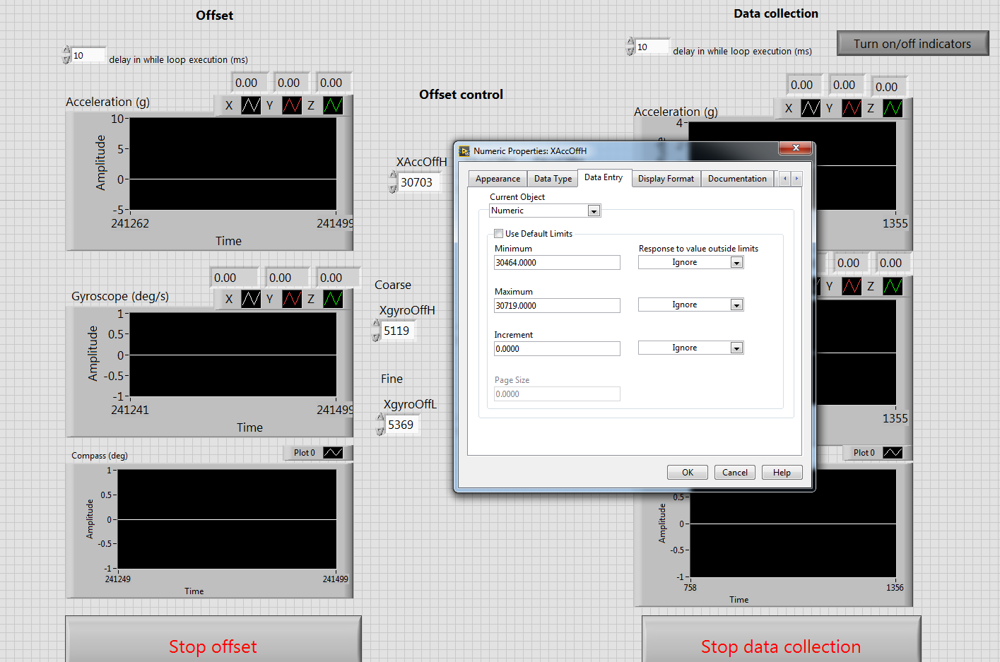 Offset
Data collection
10
delay in while loop execution (ms)
10
delay in while loop execution (ms)
Turn on/off indicators
0.00 0.00 0.00
Acceleration (g)
X Y Z
10
5
0
-5
Amplitude
241262
241499
Time
Offset control
XAccOffH
30703
0.00 0.00 0.00
Acceleration (g)
X Y Z
4
1355
Numeric Properties: XAccOffH
Appearance
Data Type
Data Entry
Display Format
Documentation
Current Object
Numeric
Use Default Limits
Minimum
Response to value outside limits
30464.0000
Ignore
Maximum
30719.0000
Ignore
Increment
0.0000
Ignore
Page Size
0.0000
OK
Cancel
Help
0.00 0.00 0.00
Gyroscope (deg/s)
X Y Z
1
0.5
0
-0.5
-1
Amplitude
241241
241499
Time
Coarse
XgyroOffH
5119
Fine
XgyroOffL
5369
0.00 0.00
Y Z
1355
Compass (deg)
Plot 0
1
0.5
0
-0.5
-1
Amplitude
241249
241499
Time
Plot 0
0.5
0
-0.5
-1
Amplitude
758
1356
Time
Stop offset
Stop data collection